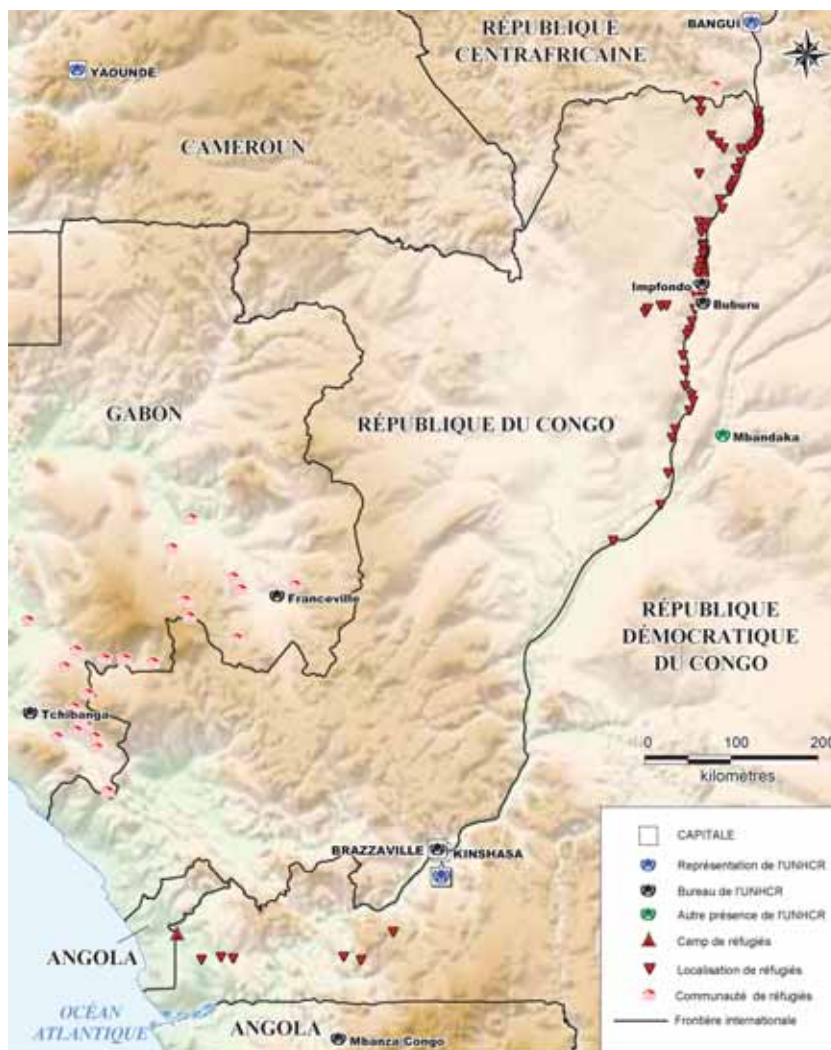 BANGUI
RÉPUBLIQUE
CENTRAFRICAINE
YAOUNDE
CAMEROUN
Impfondo
Buburu
GABON
RÉPUBLIQUE DU CONGO
Mbandaka
Franceville
RÉPUBLIQUE
DÉMOCRATIQUE
DU CONGO
Tchibanga
0 100 200
kilomètres
BRAZZAVILLE
KINSHASA
ANGOLA
OCÉAN
ATLANTIQUE
ANGOLA
Mbanza Congo
CAPITALE
Représentation de l'UNHCR
Bureau de l'UNHCR
Autre présence de l'UNHCR
Camp de réfugiés
Localisation de réfugiés
Communauté de réfugiés
Frontière internationale